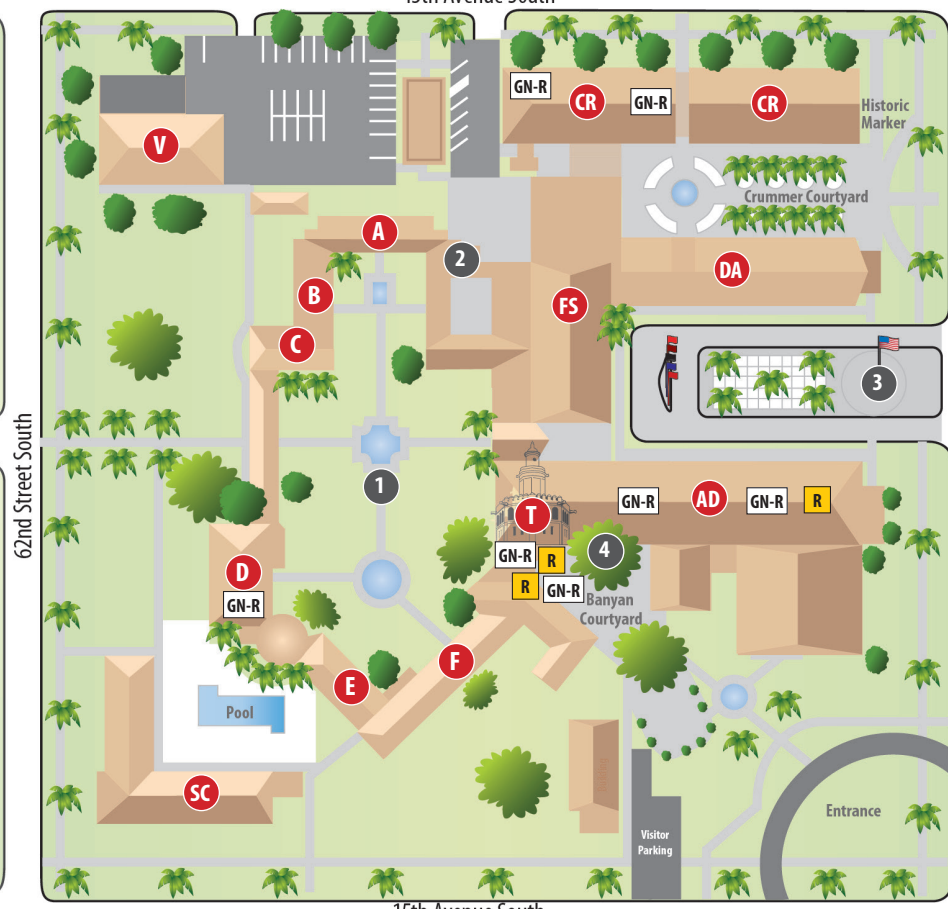 Avenue South
GN-R
CR
GN-R
CR
Historic
Marker
V
Crummer Courtyard
A
2
DA
B
FS
C
3
62nd Street South
1
T
GN-R
AD
GN-R
R
GN-R
R
4
R
GN-R
Banyan
Courtyard
D
GN-R
F
E
Pool
SC
Entrance
Visitor
Parking
15th Avenue South